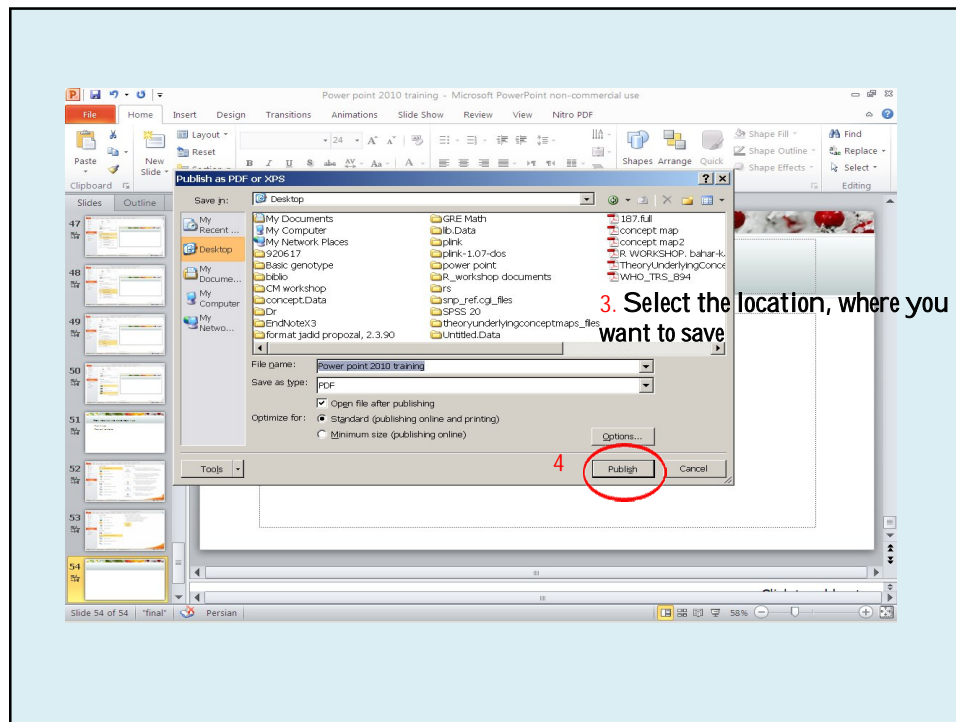 Power point 2010 training - Microsoft PowerPoint non-commercial use
File Home Insert Design Transitions Animations Slide Show Review View Nitro PDF
Layout
Reset
Paste
New
Slide
Clipboard
24
B I U S abe AV Aa A
Shapes Arrange Quick
Shape Fill
Shape Outline
Shape Effects
Find
Replace
Select
Editing
Slides Outline
47
48
49
50
51
52
53
54
Publish as PDF or XPS
Save in: Desktop
My Recent ...
Desktop
My Docume...
My Computer
My Netwo...
My Documents
My Computer
My Network Places
920617
Basic genotype
biblio
CM workshop
concept.Data
Dr
EndNoteX3
format jadid propozal, 2.3.90
GRE Math
lib.Data
plink
plink-1.07-dos
power point
R_workshop documents
rs
snp_ref.cgi_files
SPSS 20
theoryunderlyingconceptmaps_files
Untitled.Data
187.full
concept map
concept map2
R WORKSHOP. bahar-k
TheoryUnderlyingConce
WHO_TRS_894
3. Select the location, where you
want to save
File name: Power point 2010 training
Save as type: PDF
Open file after publishing
Optimize for: Standard (publishing online and printing)
Minimum size (publishing online)
Options...
Tools
4
Publish Cancel
Slide 54 of 54 "final" Persian 58%